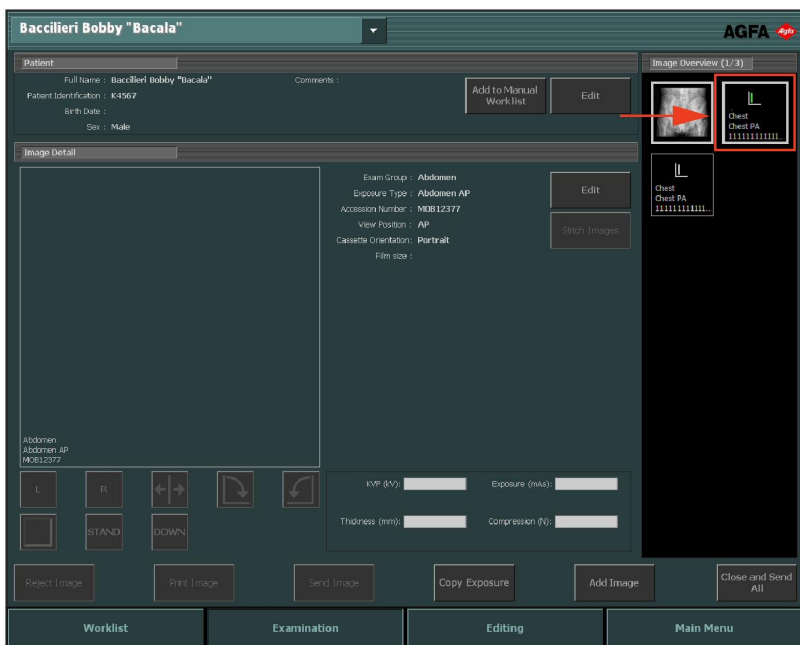 Baccilieri Bobby "Bacala"
AGFA
Agfa
Patient
Full Name : Baccilieri Bobby "Bacala"
Comments :
Patient Identification : K-4567
Birth Date :
Sex : Male
Add to Manual
Worklist
Edit
Image Overview (1/3)
Chest
Chest PA
111111111111..
Chest
Chest PA
111111111111..
Image Detail
Exam Group : Abdomen
Exposure Type : Abdomen AP
Accession Number : MOB12377
View Position : AP
Cassette Orientation: Portrait
Film size :
Edit
Stitch Images
Abdomen
Abdomen AP
MOB12377
L
R
STAND
DOWN
KVP (kV):
Exposure (mAs):
Thickness (mm):
Compression (N):
Reject Image
Print Image
Send Image
Copy Exposure
Add Image
Close and Send
All
Worklist
Examination
Editing
Main Menu